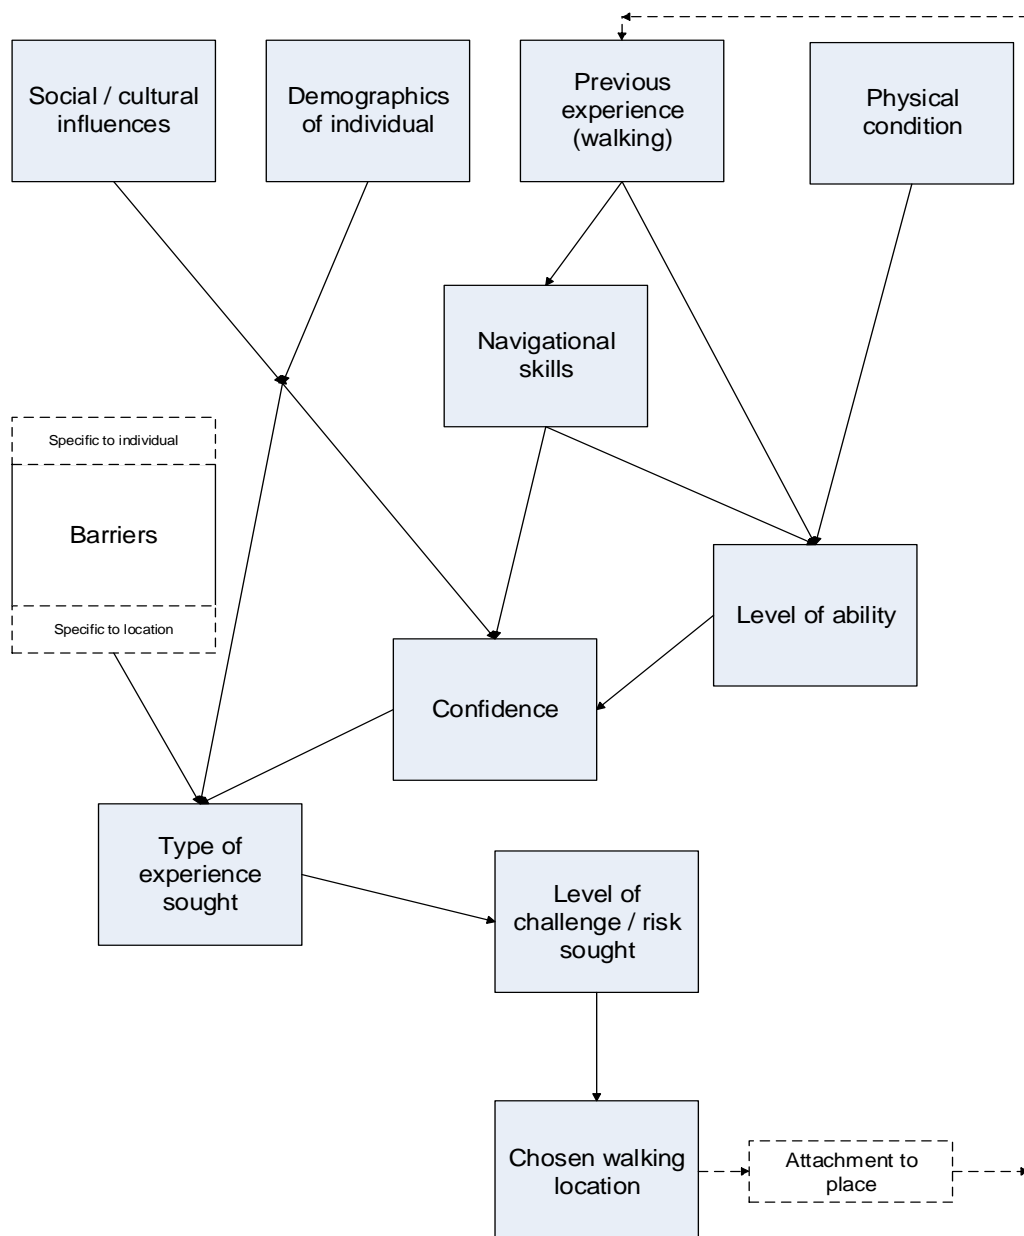 Social / cultural
influences
Demographics
of individual
Previous
experience
(walking)
Physical
condition
Navigational
skills
Specific to individual
Barriers
Specific to location
Level of ability
Confidence
Type of
experience
sought
Level of
challenge / risk
sought
Chosen walking
location
Attachment to
place